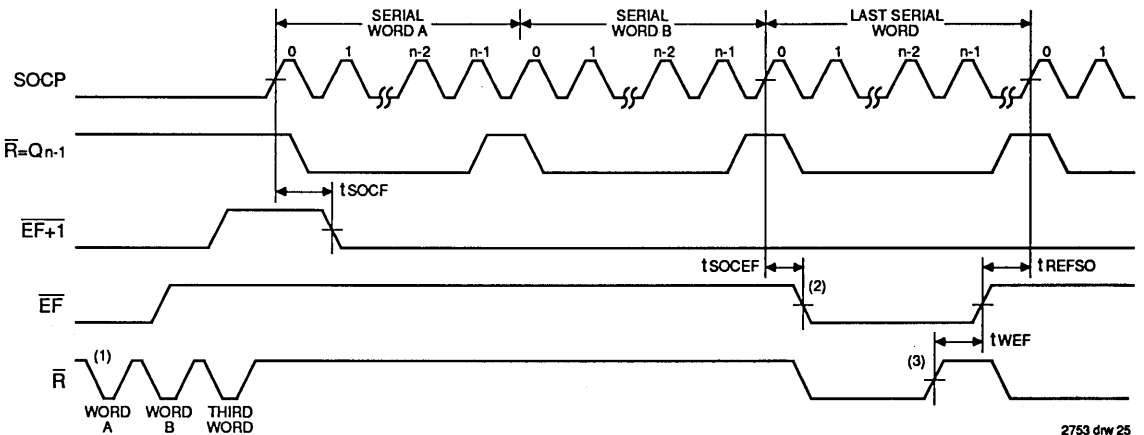 SERIAL
WORD A
SERIAL
WORD B
LAST SERIAL
WORD
0 1 n-2 n-1 0 1 n-2 n-1 0 1 n-2 n-1 0 1
SOCP
R̅=Qn-1
tSOCF
E̅F̅+̅1̅
tSOCEF
tREFSO
(2)
E̅F̅
tWEF
(1)
(3)
R̅
WORD
A
WORD
B
THIRD
WORD
2753 drw 25